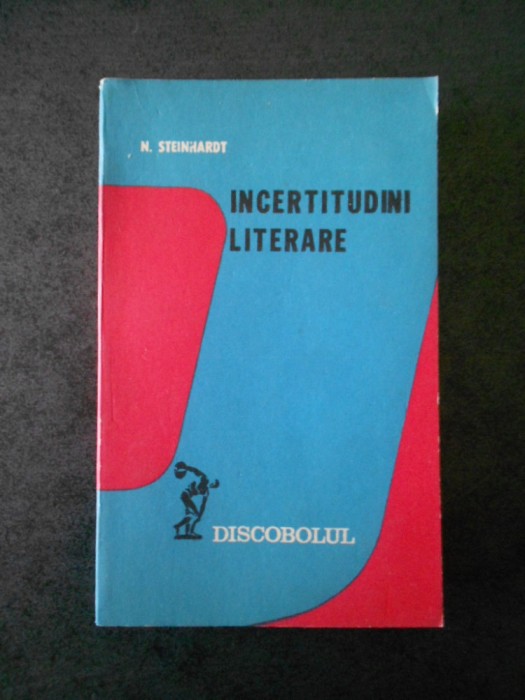 N. STEINHARDT
INCERTITUDINI
LITERARE
DISCOBOLUL